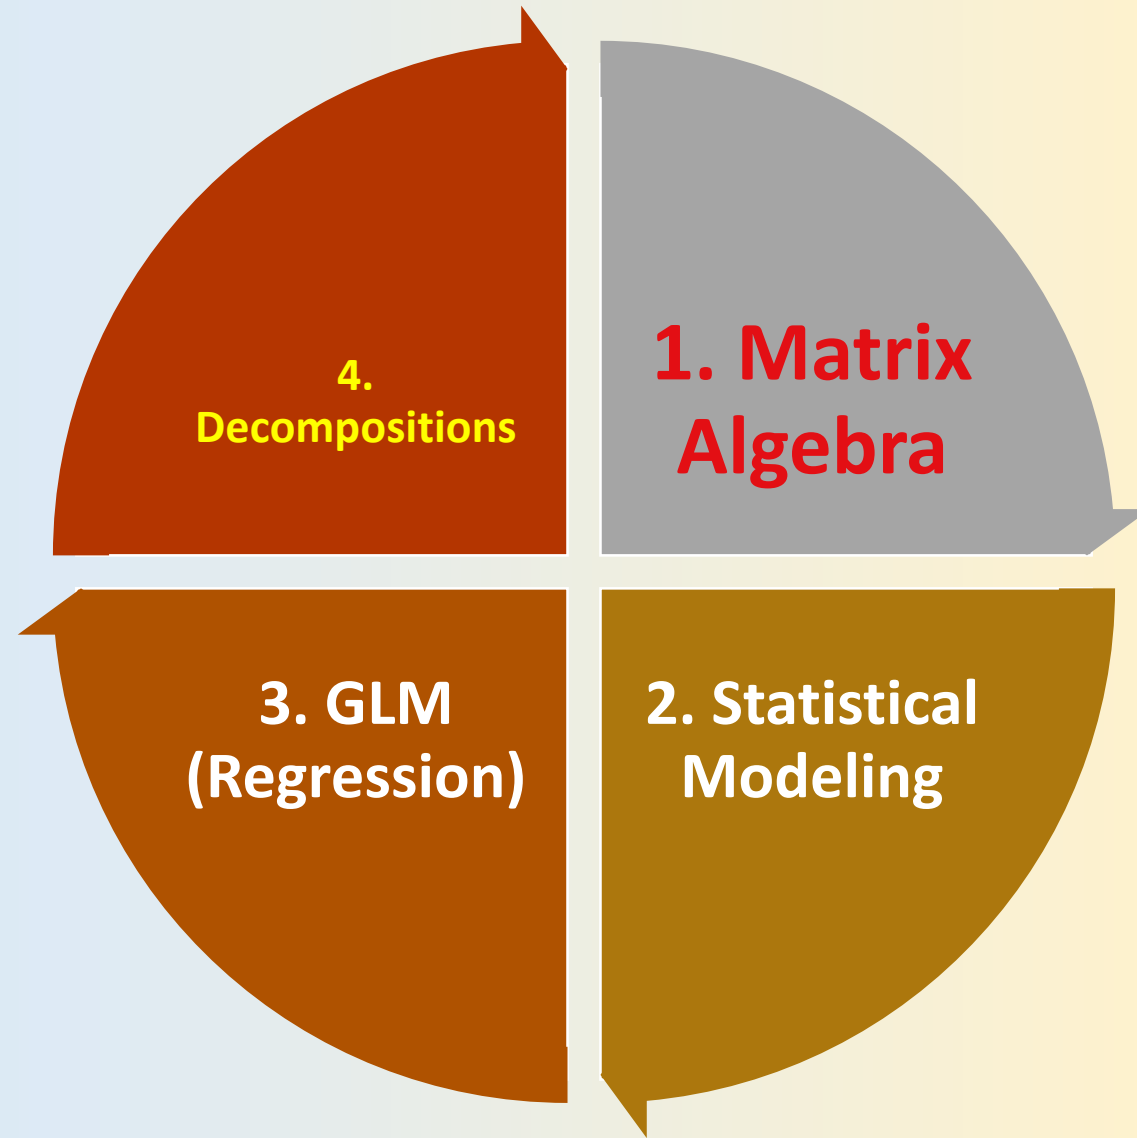 1. Matrix
Algebra
2. Statistical
Modeling
3. GLM
(Regression)
4.
Decompositions